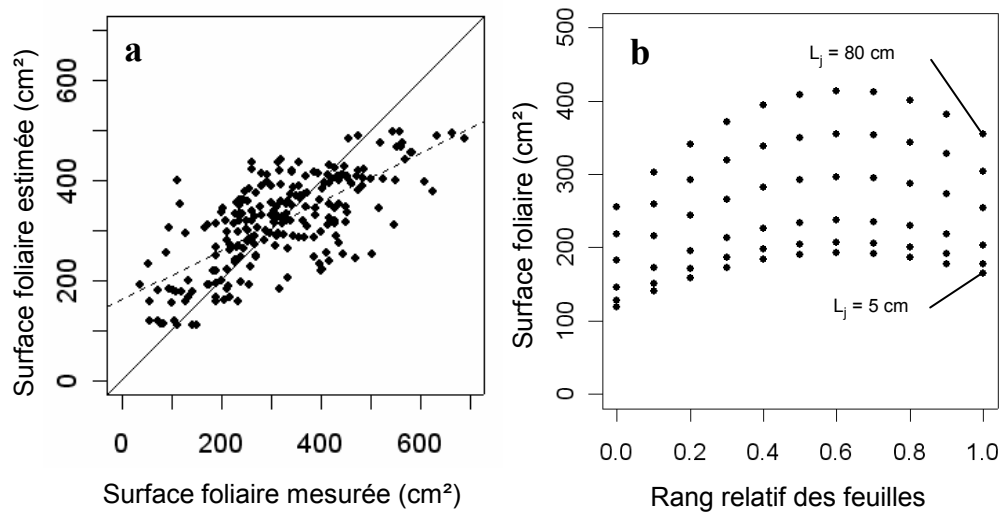 a
Surface foliaire estimée (cm²)
600
400
200
0
0 200 400 600
Surface foliaire mesurée (cm²)
b
Surface foliaire (cm²)
500
400
300
200
100
0
L_j = 80 cm
L_j = 5 cm
0.0 0.2 0.4 0.6 0.8 1.0
Rang relatif des feuilles